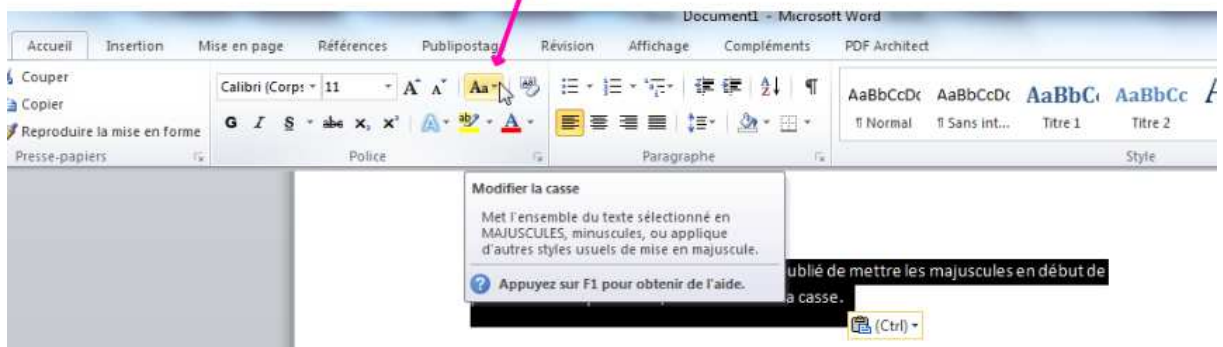 Document1 - Microsoft Word
Accueil Insertion Mise en page Références Publipostag Révision Affichage Compléments PDF Architect
Couper
Copier
Reproduire la mise en forme
Presse-papiers
Calibri (Corps 11 A A Aa
G I S abc x, x² A ab A
Police
Paragraphe
AaBbCcDc AaBbCcDc AaBbC AaBbCc A
¶ Normal ¶ Sans int... Titre 1 Titre 2
Style
Modifier la casse
Met l'ensemble du texte sélectionné en
MAJUSCULES, minuscules, ou applique
d'autres styles usuels de mise en majuscule.
Appuyez sur F1 pour obtenir de l'aide.
ublié de mettre les majuscules en début de
a casse.
(Ctrl)